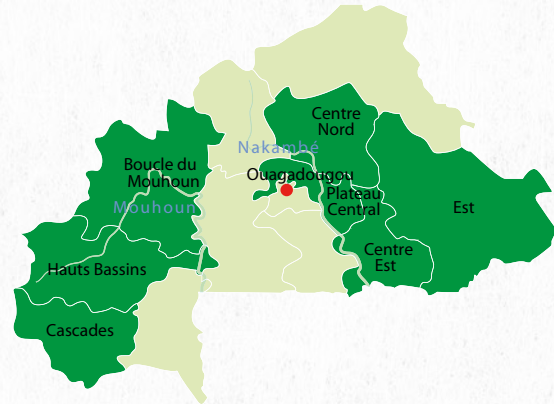 Centre
Nord
Nakambé
Boucle du
Mouhoun
Ouagadougou
Mouhoun
Plateau
Central
Est
Centre
Est
Hauts Bassins
Cascades